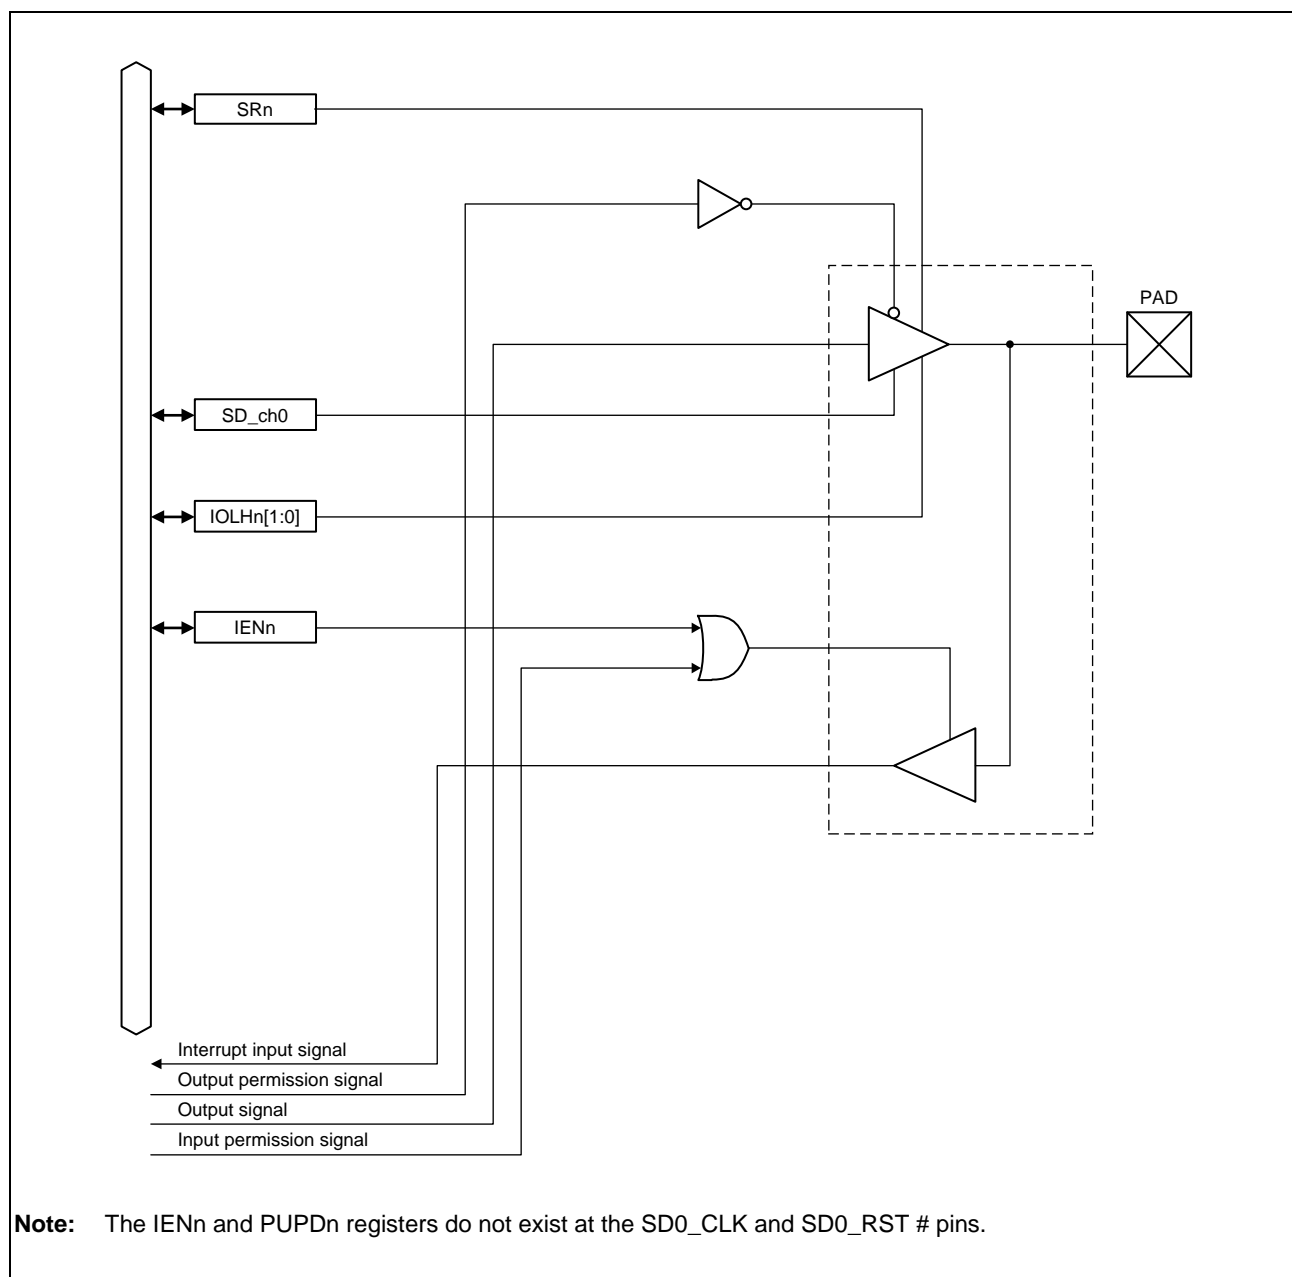 SRn
PAD
SD_ch0
IOLHn[1:0]
IENn
Interrupt input signal
Output permission signal
Output signal
Input permission signal
Note: The IENn and PUPDn registers do not exist at the SD0_CLK and SD0_RST # pins.